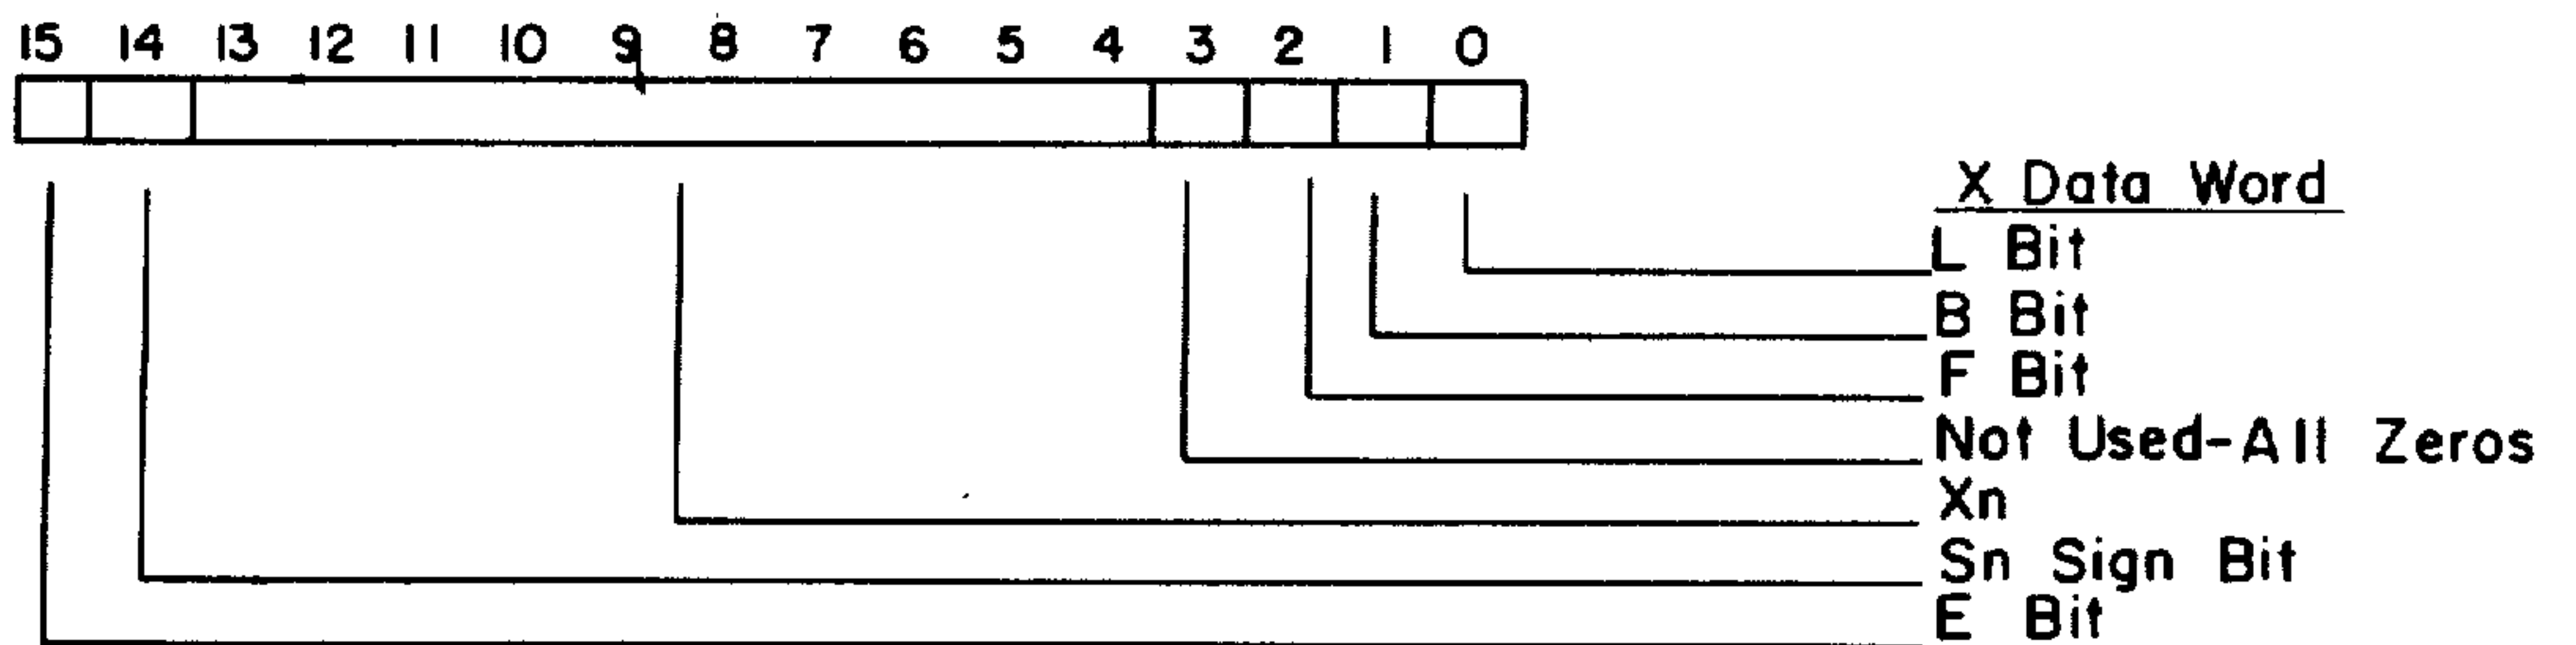 15 14 13 12 11 10 9 8 7 6 5 4 3 2 1 0
X Data Word
L Bit
B Bit
F Bit
Not Used-All Zeros
Xn
Sn Sign Bit
E Bit